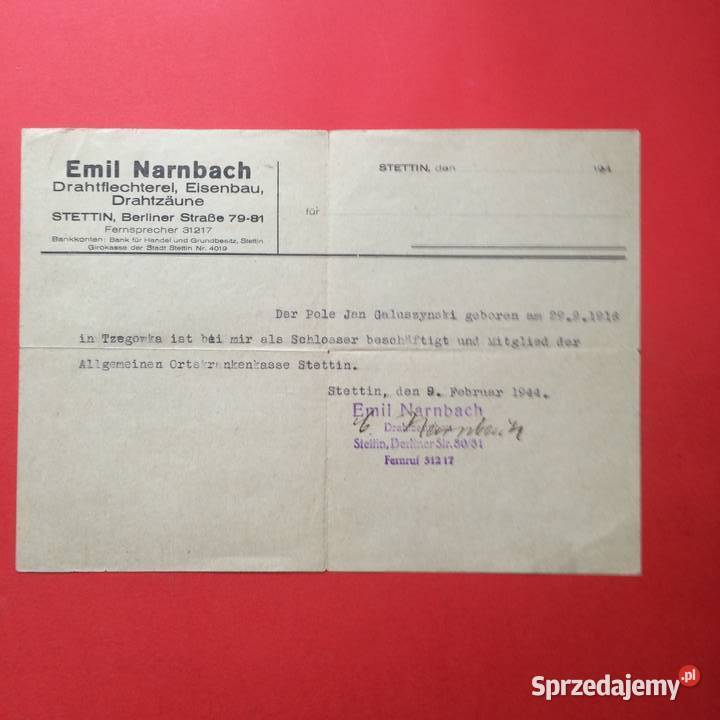 Emil Narnbach
Drahtflechterei, Eisenbau,
Drahtzäune
STETTIN, Berliner Straße 79-81
Fernsprecher 31217
Bankkonten: Bank für Handel und Grundbesitz, Stettin
Girokasse der Stadt Stettin Nr. 4019
STETTIN, den 194
für
Der Pole Jan Galuszynski geboren am 29.9.1918
in Tzegowka ist bei mir als Schlosser beschäftigt und Mitglied der
Allgemeinen Ortskrankenkasse Stettin.
Stettin, den 9. Februar 1944.
Emil Narnbach
Narnbach
Stettin, Berliner Str. 80/81
Fernruf 312 17
Sprzedajemy.pl